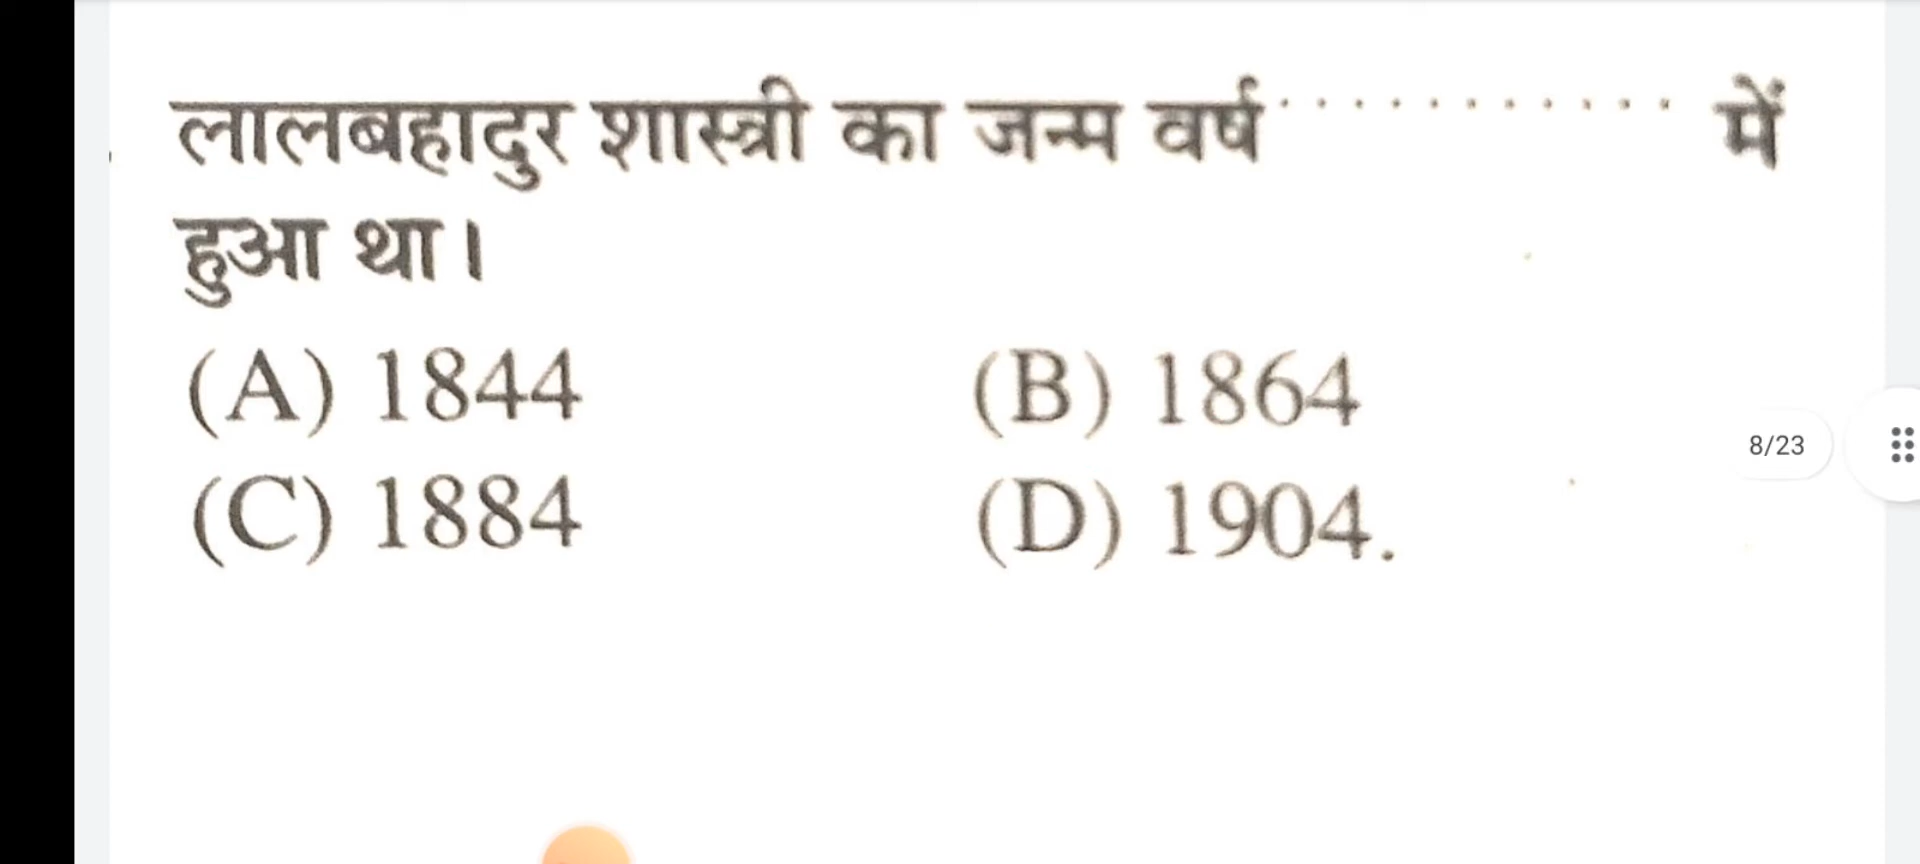 लालबहादुर शास्त्री का जन्म वर्ष ........... में
हुआ था।
(A) 1844 (B) 1864
8/23
(C) 1884 (D) 1904.